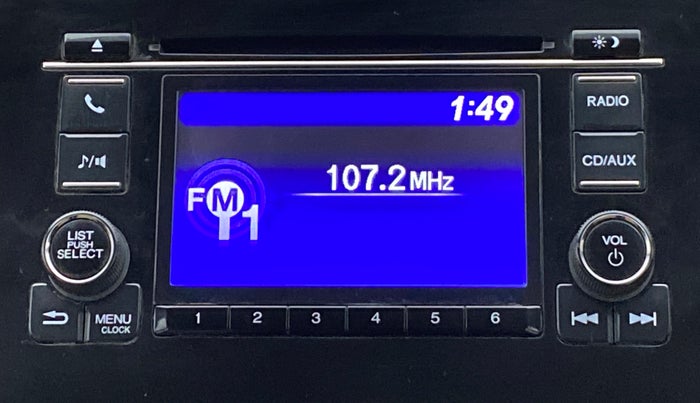 1:49
RADIO
107.2MHz
CD/AUX
FM1
LIST
PUSH
SELECT
VOL
MENU
CLOCK
1 2 3 4 5 6